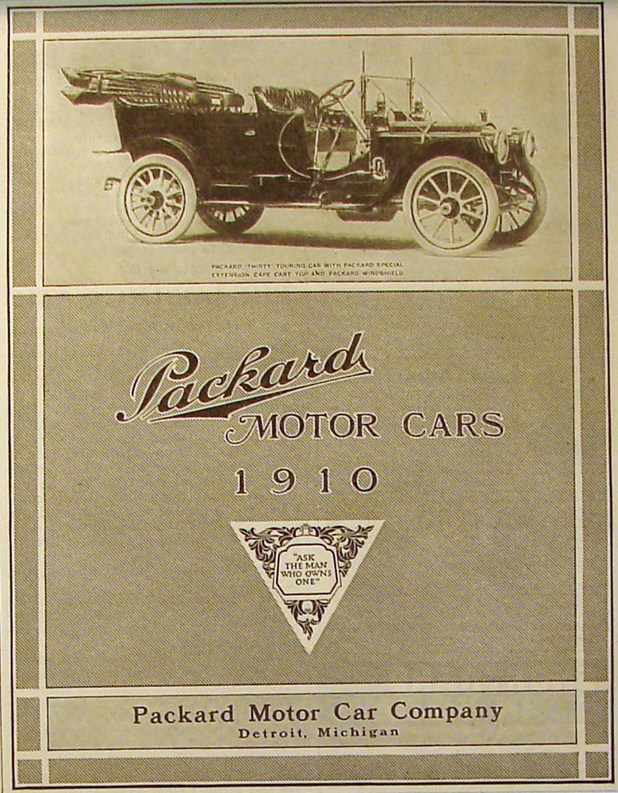 PACKARD "THIRTY" TOURING CAR WITH PACKARD SPECIAL
EXTENSION CAPE CART TOP AND PACKARD WINDSHIELD
Packard
MOTOR CARS
1910
"ASK
THE MAN
WHO OWNS
ONE"
Packard Motor Car Company
Detroit, Michigan